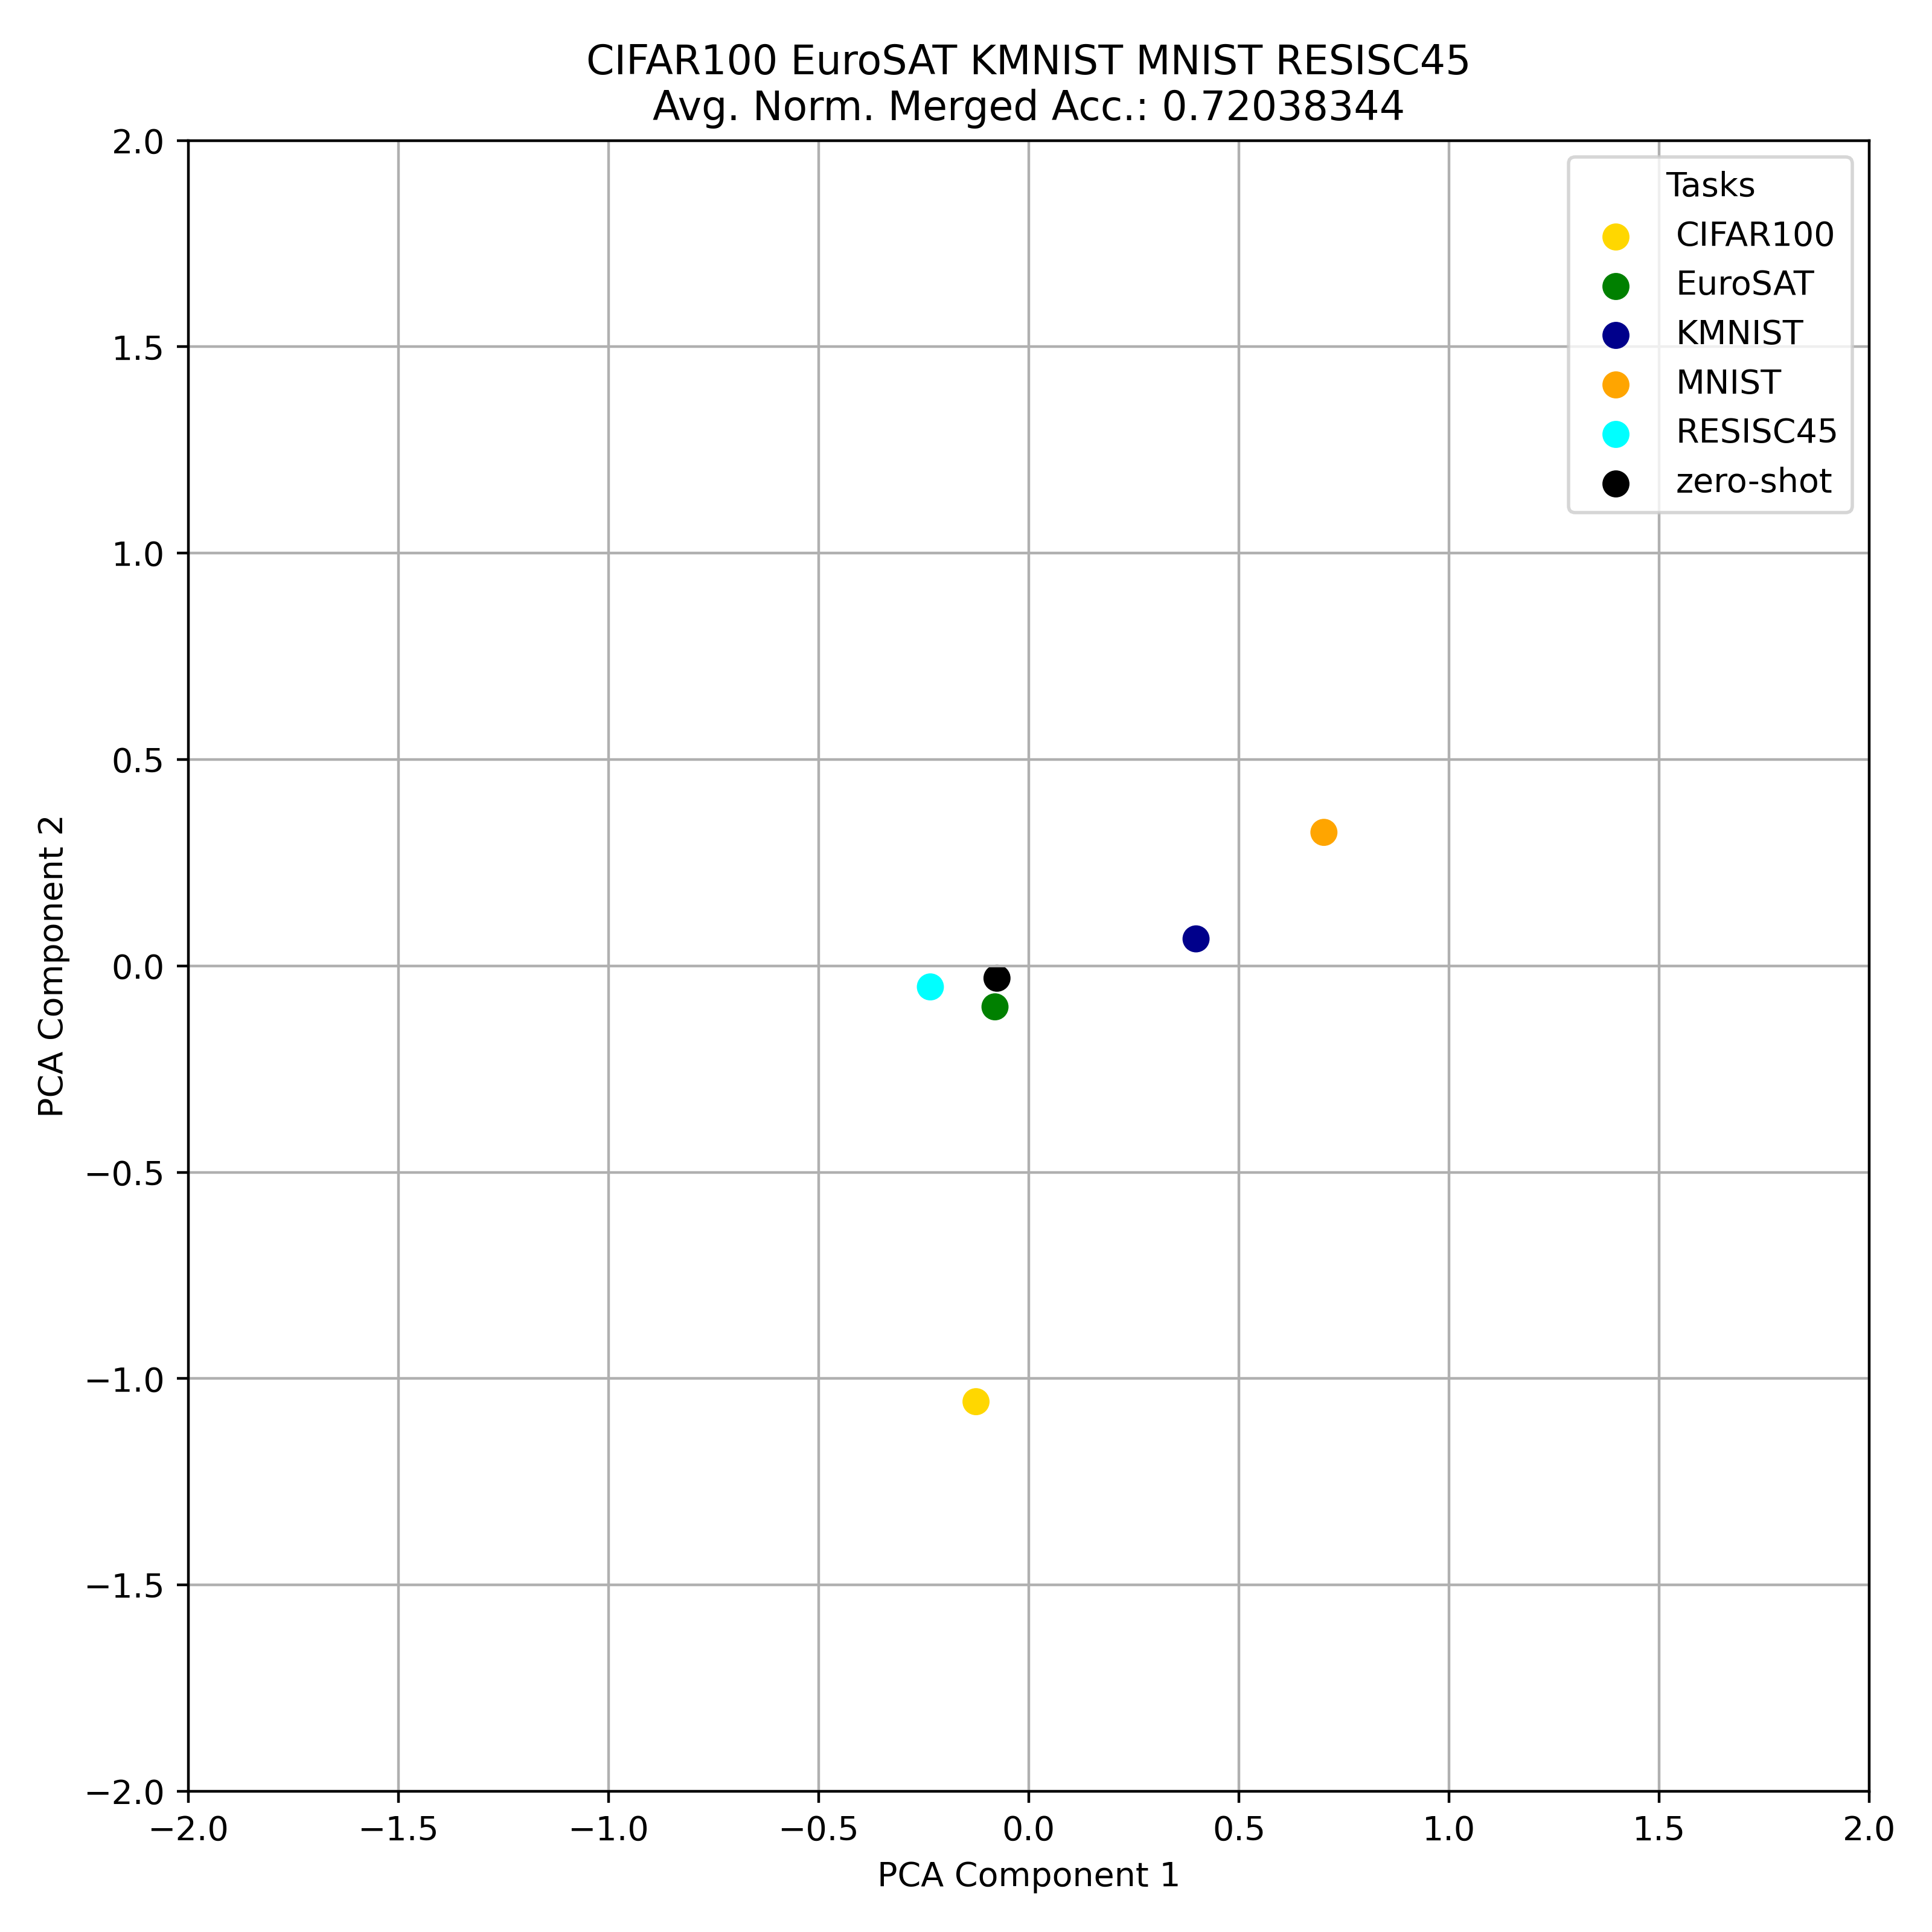 CIFAR100 EuroSAT KMNIST MNIST RESISC45
Avg. Norm. Merged Acc.: 0.72038344
Tasks
CIFAR100
EuroSAT
KMNIST
MNIST
RESISC45
zero-shot
PCA Component 2
2.0
1.5
1.0
0.5
0.0
−0.5
−1.0
−1.5
−2.0
−2.0 −1.5 −1.0 −0.5 0.0 0.5 1.0 1.5 2.0
PCA Component 1